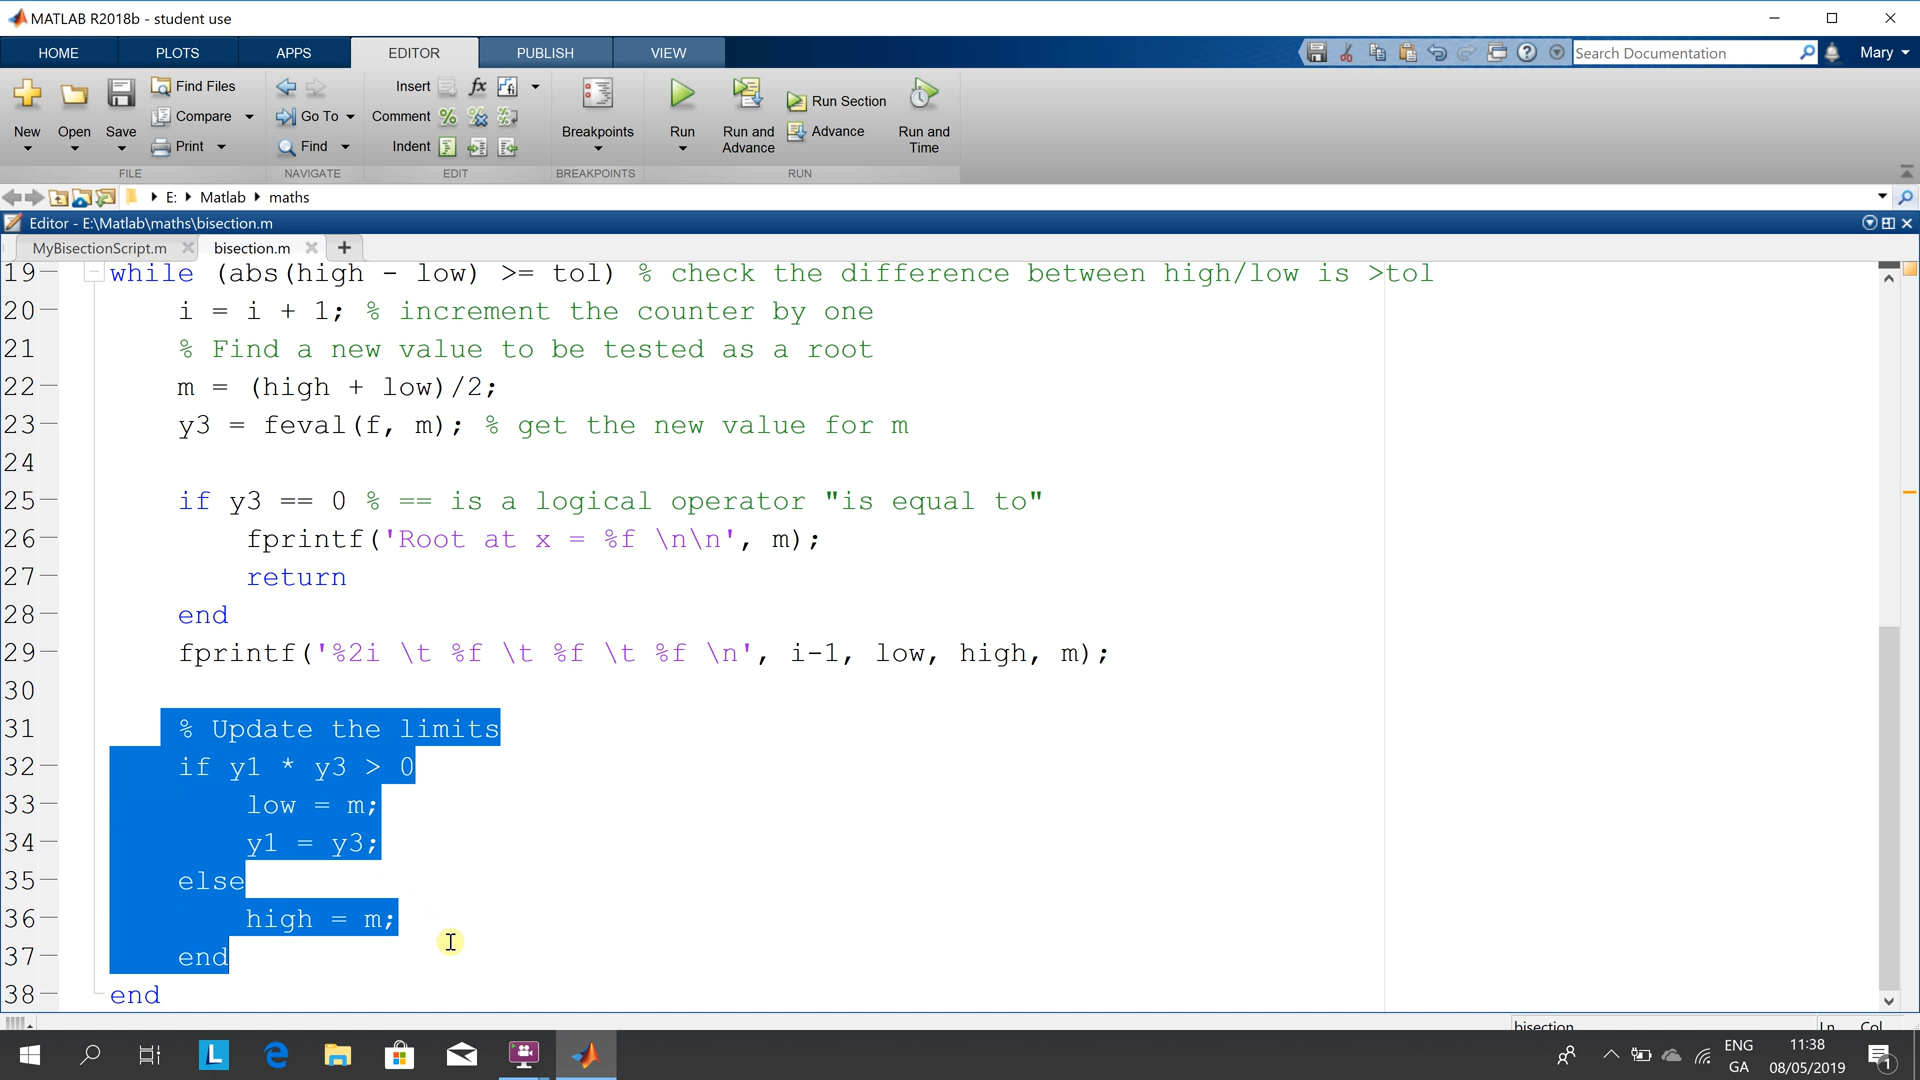 MATLAB R2018b - student use
HOME PLOTS APPS EDITOR PUBLISH VIEW
Search Documentation
Mary
New Open Save Find Files Compare Print
FILE
Go To Find
NAVIGATE
Insert fx
Comment
Indent
EDIT
Breakpoints
BREAKPOINTS
Run Run and Advance Run Section Advance Run and Time
RUN
E: Matlab maths
Editor - E:\Matlab\maths\bisection.m
MyBisectionScript.m bisection.m +
19 while (abs(high - low) >= tol) % check the difference between high/low is >tol
20 i = i + 1; % increment the counter by one
21 % Find a new value to be tested as a root
22 m = (high + low)/2;
23 y3 = feval(f, m); % get the new value for m
24
25 if y3 == 0 % == is a logical operator "is equal to"
26 fprintf('Root at x = %f \n\n', m);
27 return
28 end
29 fprintf('%2i \t %f \t %f \t %f \n', i-1, low, high, m);
30
31 % Update the limits
32 if y1 * y3 > 0
33 low = m;
34 y1 = y3;
35 else
36 high = m;
37 end
38 end
bisection Ln Col
ENG 11:38
GA 08/05/2019 1